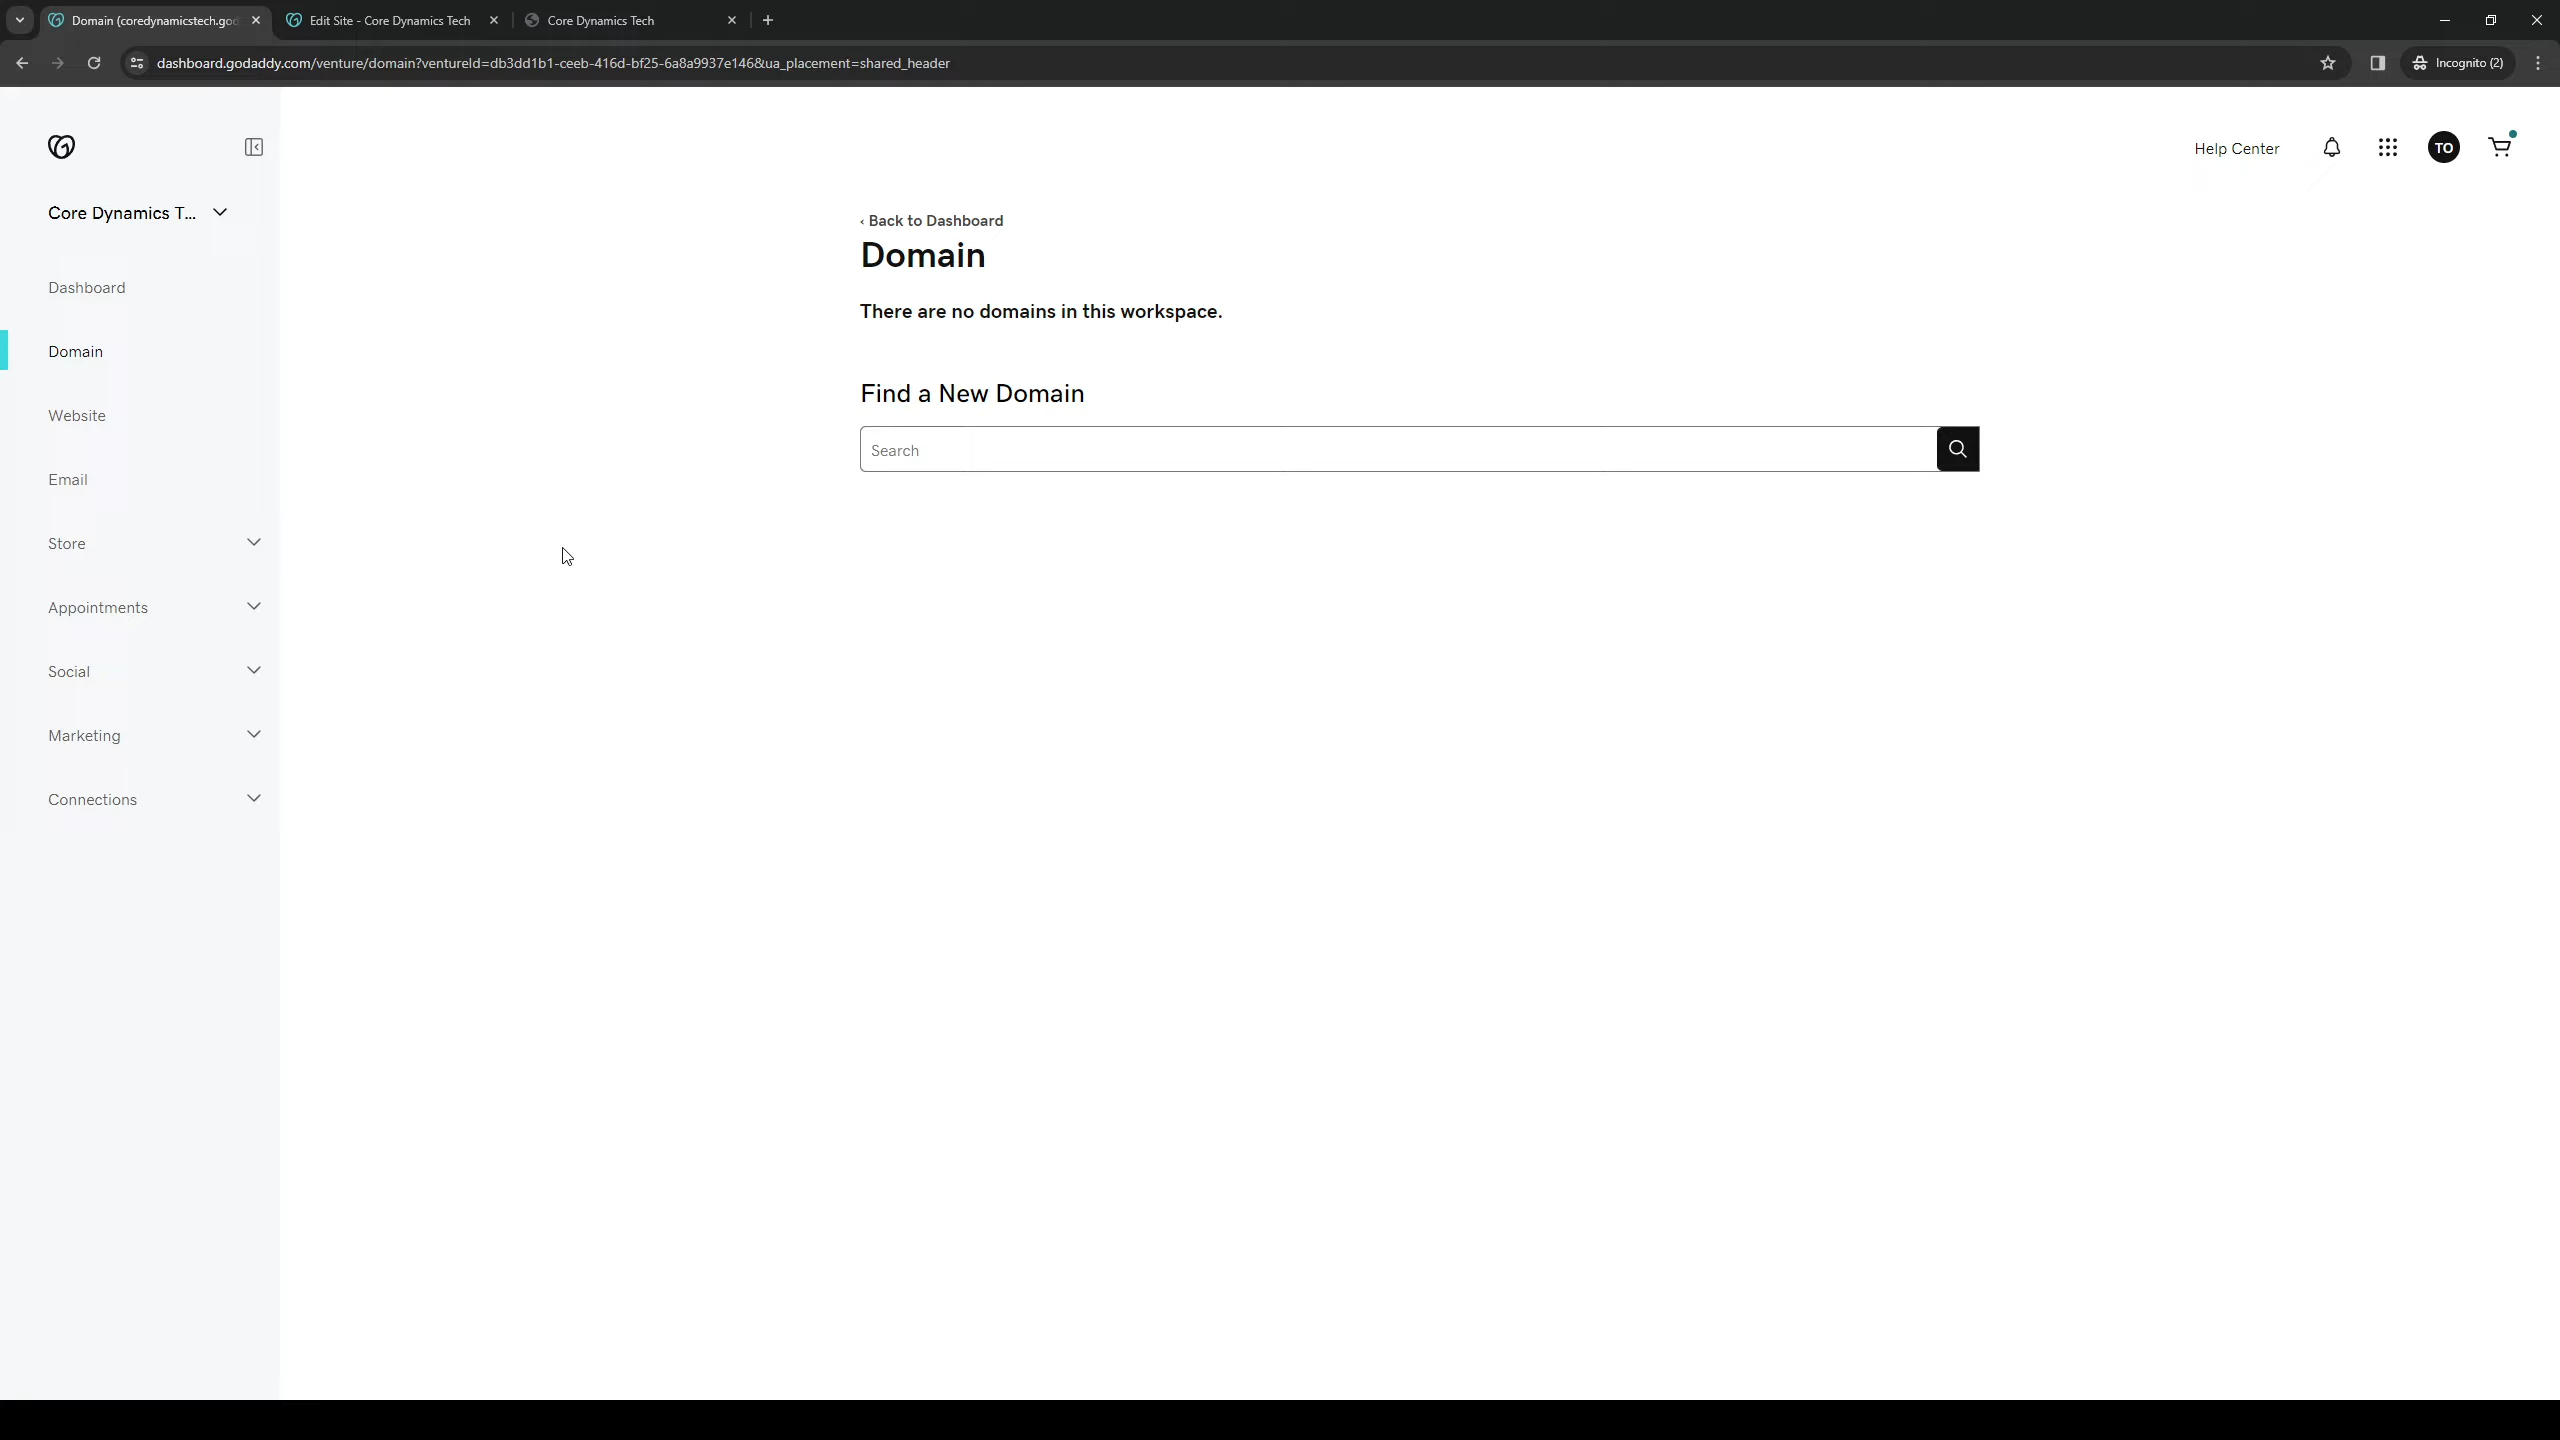 Domain (coredynamicstech.god
Edit Site - Core Dynamics Tech
Core Dynamics Tech
dashboard.godaddy.com/venture/domain?ventureId=db3dd1b1-ceeb-416d-bf25-6a8a9937e146&ua_placement=shared_header
Incognito (2)
Help Center
TO
Core Dynamics T...
Dashboard
Domain
Website
Email
Store
Appointments
Social
Marketing
Connections
‹ Back to Dashboard
Domain
There are no domains in this workspace.
Find a New Domain
Search